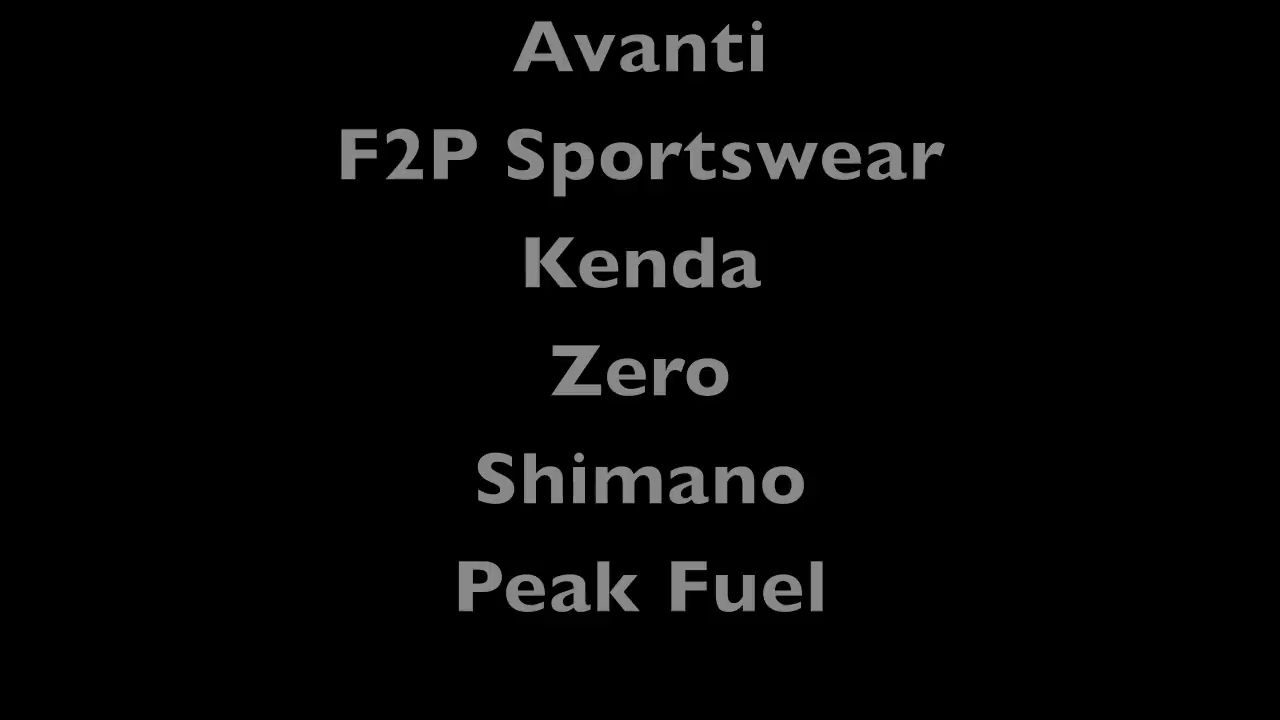 Avanti
F2P Sportswear
Kenda
Zero
Shimano
Peak Fuel